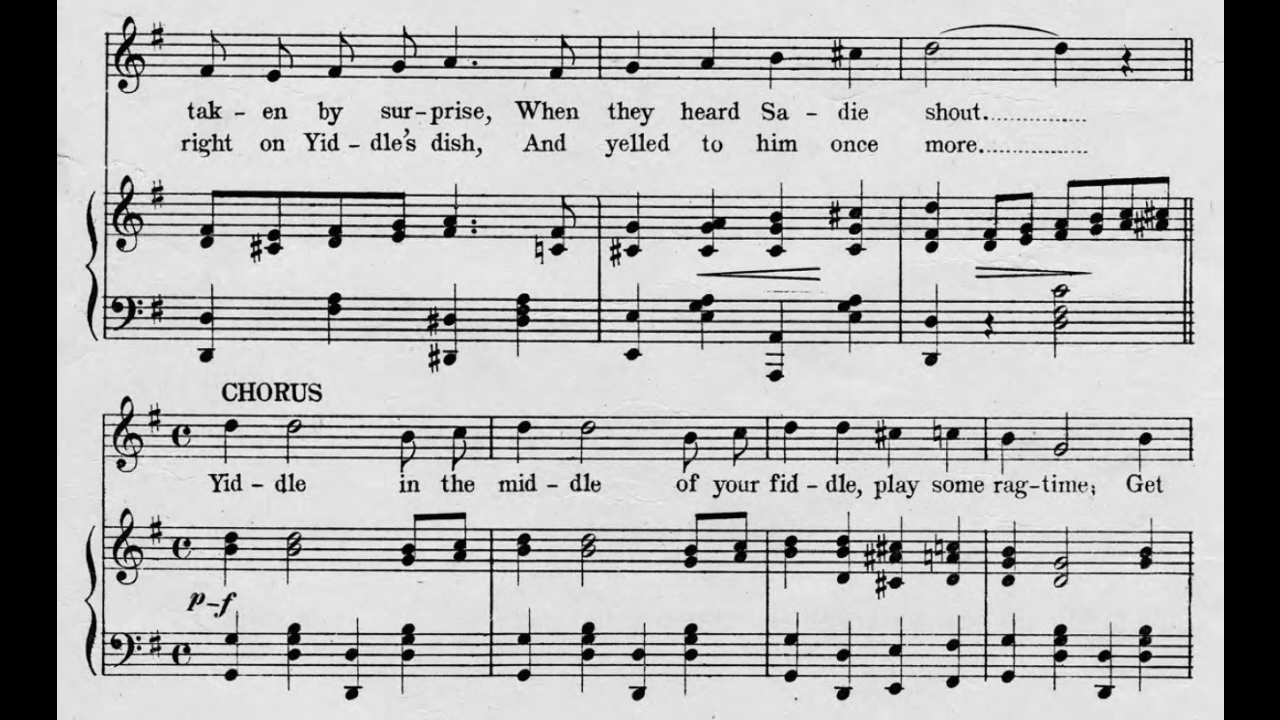 tak - en by sur - prise, When they heard Sa - die shout................
right on Yid - dle's dish, And yelled to him once more................
CHORUS
Yid - dle in the mid - dle of your fid - dle, play some rag - time; Get
p-f